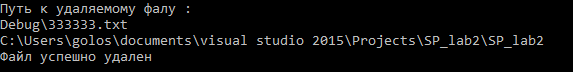 Путь к удаляемому фалу :
Debug\333333.txt
C:\Users\golos\documents\visual studio 2015\Projects\SP_lab2\SP_lab2
Файл успешно удален